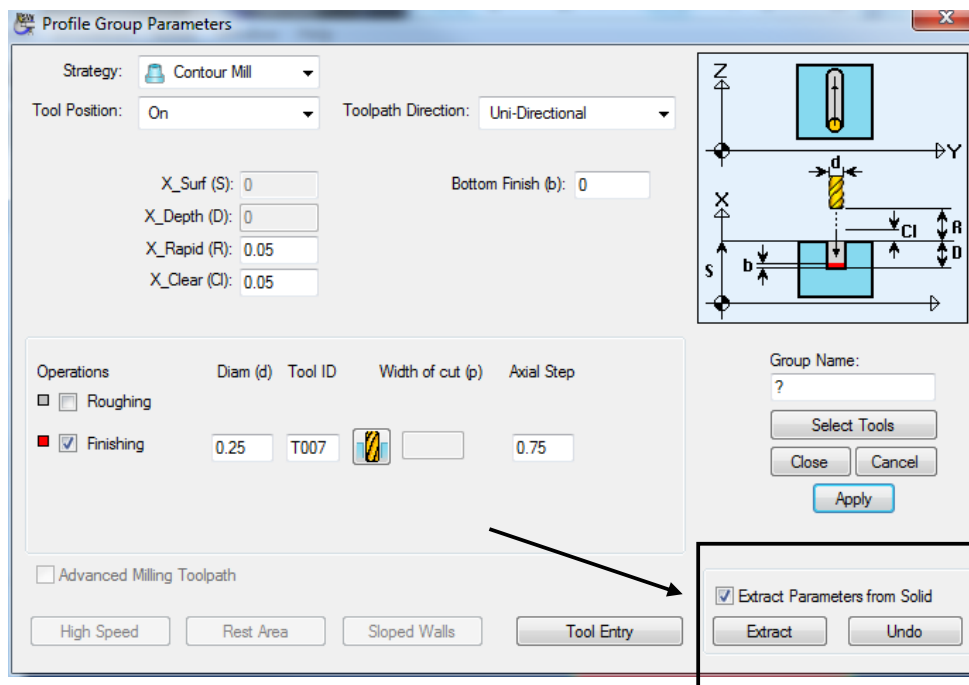 Profile Group Parameters
Strategy: Contour Mill
Tool Position: On Toolpath Direction: Uni-Directional
X_Surf (S): 0 Bottom Finish (b): 0
X_Depth (D): 0
X_Rapid (R): 0.05
X_Clear (Cl): 0.05
Z
Y
d
X
Cl
R
D
S
b
Operations Diam (d) Tool ID Width of cut (p) Axial Step
Roughing
Finishing 0.25 T007 0.75
Group Name:
?
Select Tools
Close Cancel
Apply
Advanced Milling Toolpath
Extract Parameters from Solid
High Speed Rest Area Sloped Walls Tool Entry Extract Undo